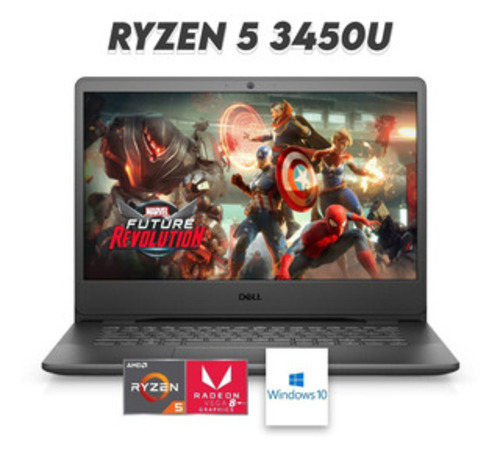 RYZEN 5 3450U
MARVEL
FUTURE
REVOLUTION
DELL
AMD
RYZEN
5
RADEON
VEGA 8
GRAPHICS
Windows 10